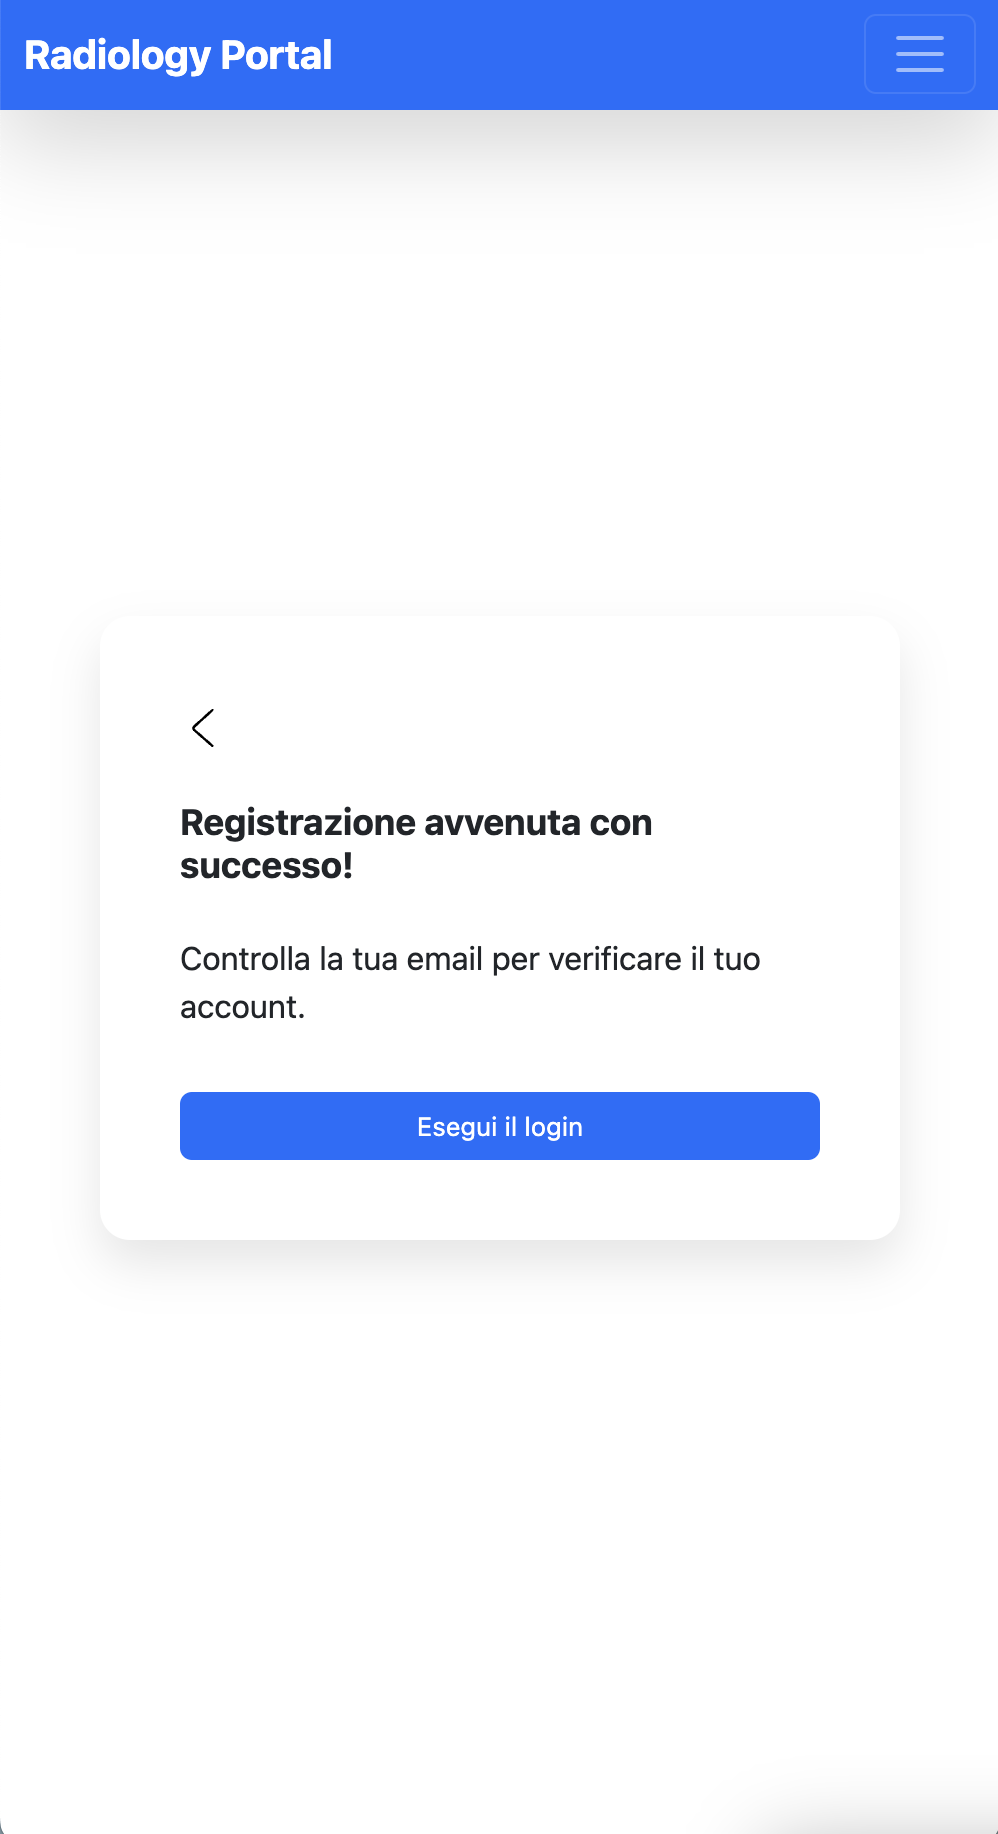 Radiology Portal
Registrazione avvenuta con
successo!
Controlla la tua email per verificare il tuo
account.
Esegui il login